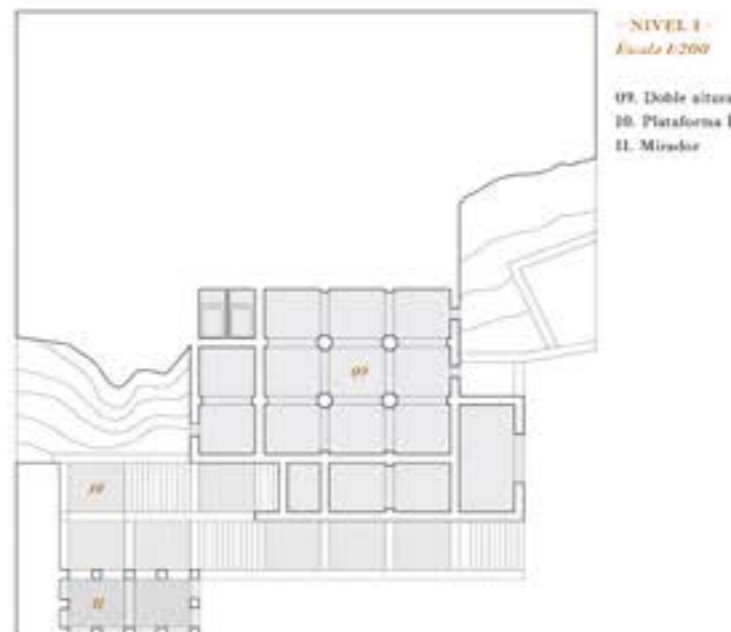 - NIVEL 1 -
Escala 1:200
09. Doble altura
10. Plataforma
11. Mirador
09
10
11